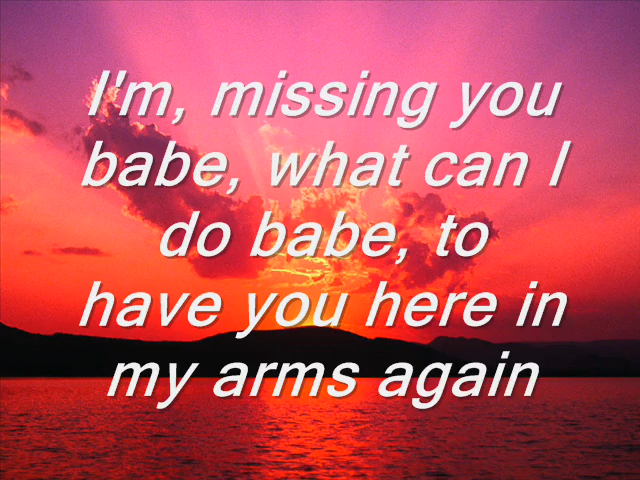 I'm, missing you
babe, what can I
do babe, to
have you here in
my arms again